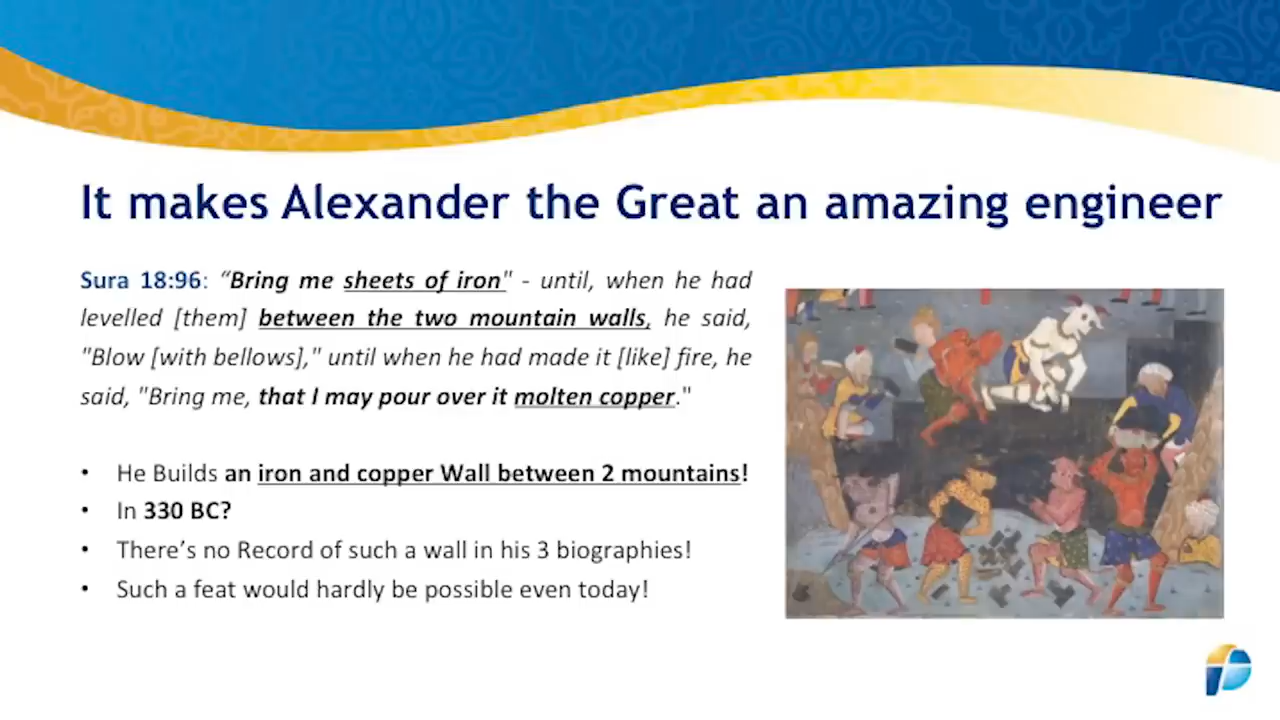 It makes Alexander the Great an amazing engineer
Sura 18:96: “Bring me sheets of iron" - until, when he had
levelled [them] between the two mountain walls, he said,
"Blow [with bellows]," until when he had made it [like] fire, he
said, "Bring me, that I may pour over it molten copper."
• He Builds an iron and copper Wall between 2 mountains!
• In 330 BC?
• There’s no Record of such a wall in his 3 biographies!
• Such a feat would hardly be possible even today!